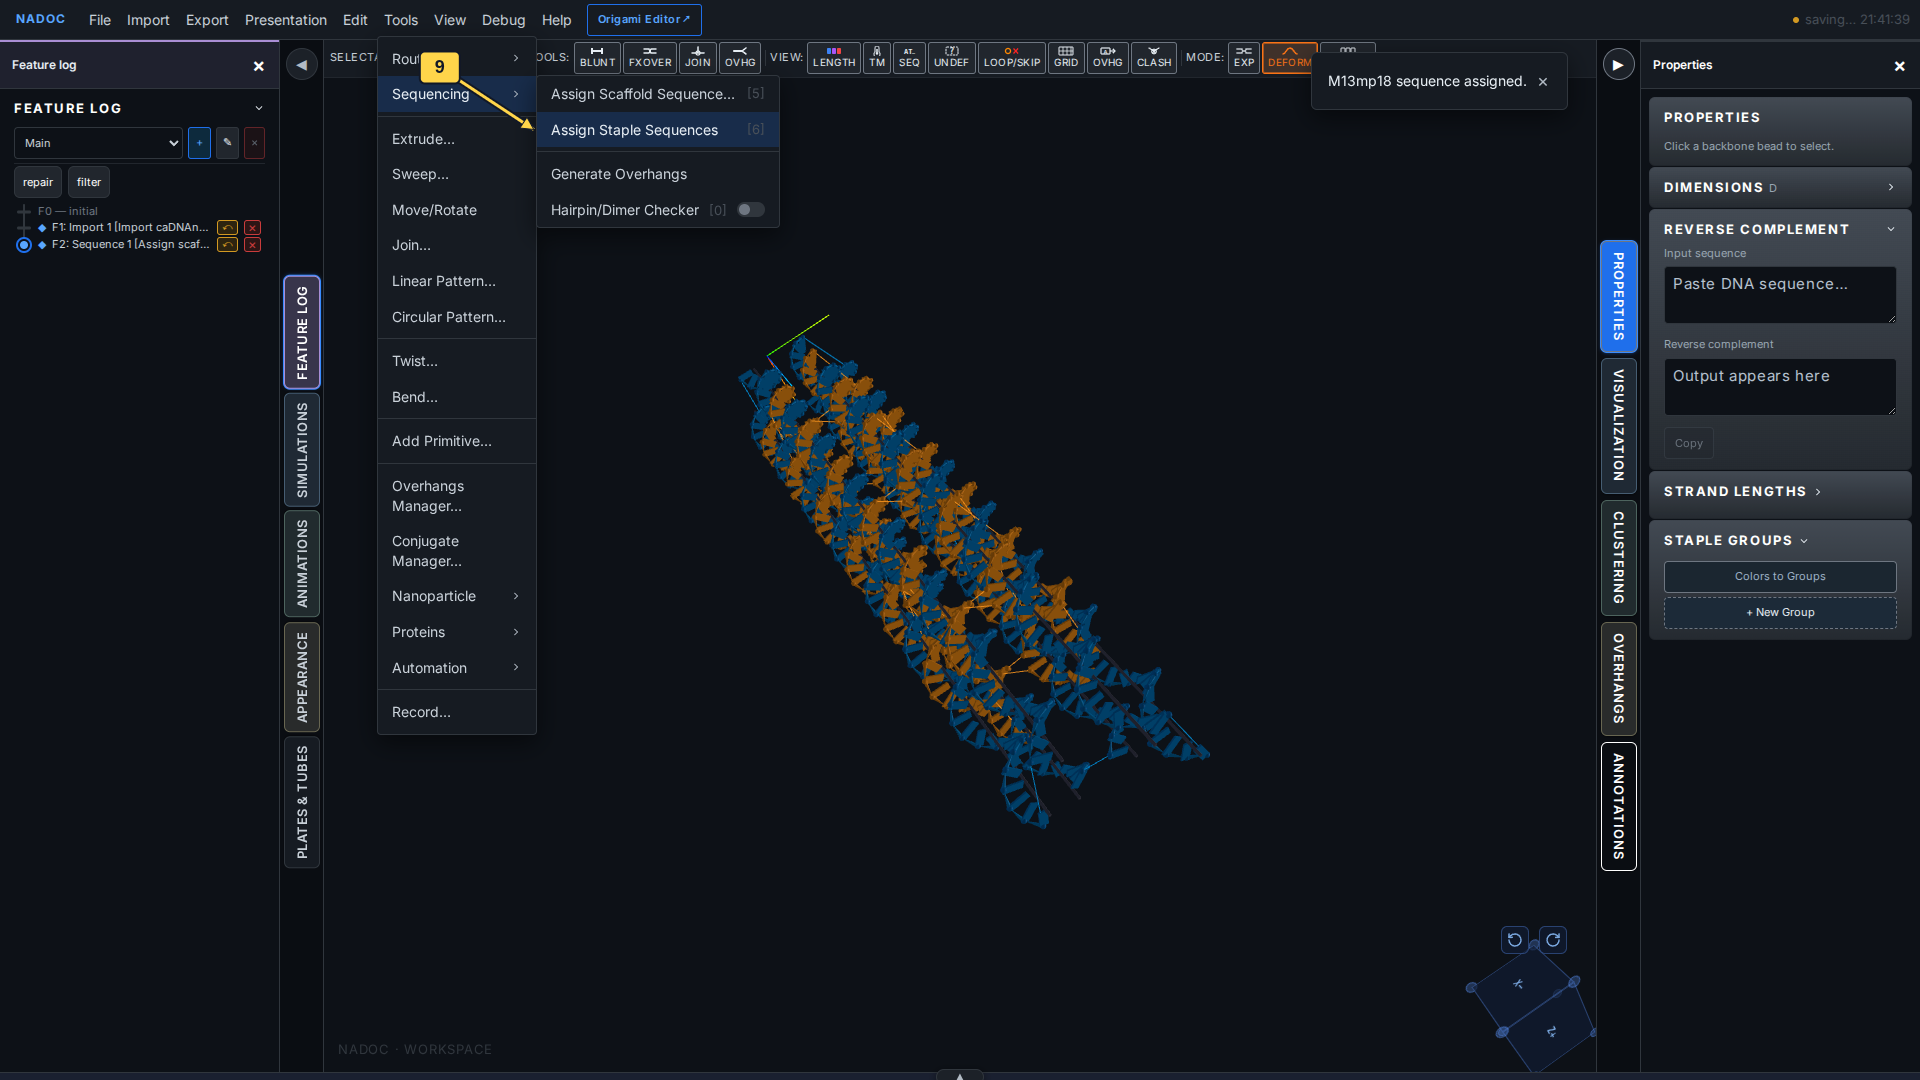 NADOC
File
Import
Export
Presentation
Edit
Tools
View
Debug
Help
Origami Editor↗
saving... 21:41:39
Feature log
FEATURE LOG
Main
repair
filter
F0 — initial
F1: Import 1 [Import caDNAn...
F2: Sequence 1 [Assign scaf...
FEATURE LOG
SIMULATIONS
ANIMATIONS
APPEARANCE
PLATES & TUBES
OOLS:
BLUNT
FXOVER
JOIN
OVHG
VIEW:
LENGTH
TM
SEQ
UNDEF
LOOP/SKIP
GRID
OVHG
CLASH
MODE:
EXP
9
Sequencing
Extrude...
Sweep...
Move/Rotate
Join...
Linear Pattern...
Circular Pattern...
Twist...
Bend...
Add Primitive...
Overhangs
Manager...
Conjugate
Manager...
Nanoparticle
Proteins
Automation
Record...
Assign Scaffold Sequence... [5]
Assign Staple Sequences [6]
Generate Overhangs
Hairpin/Dimer Checker [0]
M13mp18 sequence assigned.
NADOC · WORKSPACE
PROPERTIES
VISUALIZATION
CLUSTERING
OVERHANGS
ANNOTATIONS
Properties
PROPERTIES
Click a backbone bead to select.
DIMENSIONS D
REVERSE COMPLEMENT
Input sequence
Paste DNA sequence...
Reverse complement
Output appears here
Copy
STRAND LENGTHS
STAPLE GROUPS
Colors to Groups
+ New Group